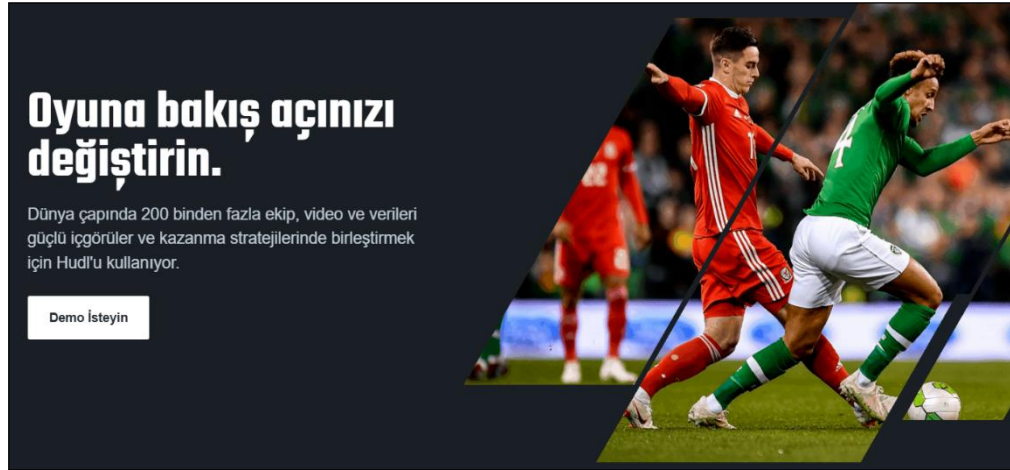 Oyuna bakış açınızı
değiştirin.
Dünya çapında 200 binden fazla ekip, video ve verileri
güçlü içgörüler ve kazanma stratejilerinde birleştirmek
için Hudl'u kullanıyor.
Demo İsteyin
4